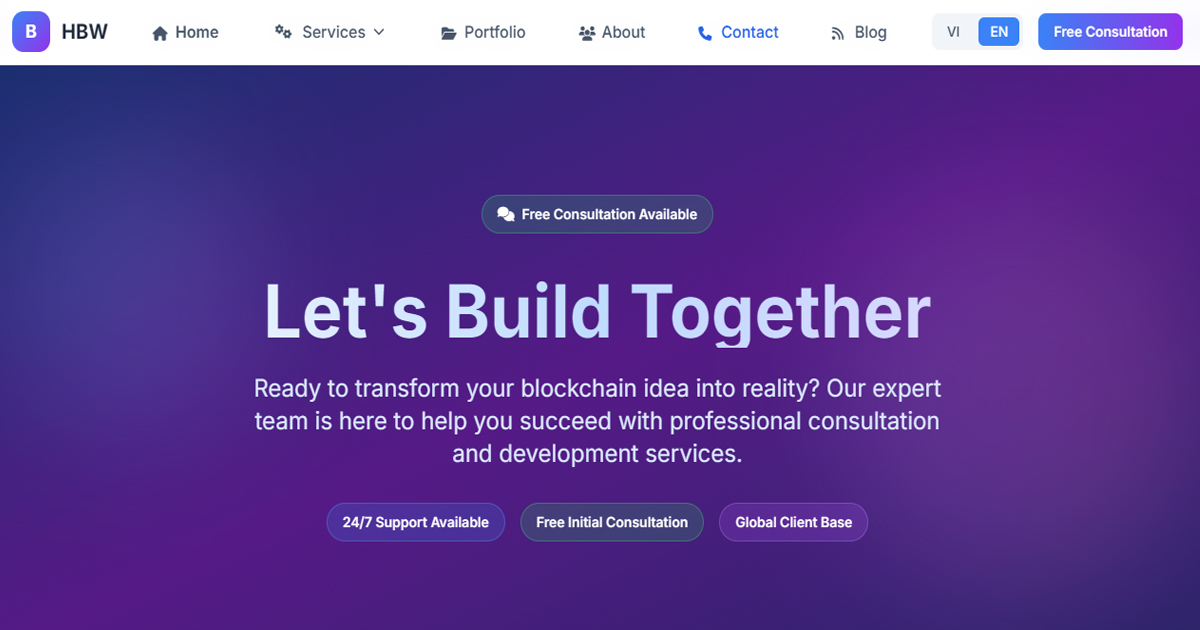 B HBW Home Services Portfolio About Contact Blog VI EN Free Consultation
Free Consultation Available
Let's Build Together
Ready to transform your blockchain idea into reality? Our expert
team is here to help you succeed with professional consultation
and development services.
24/7 Support Available Free Initial Consultation Global Client Base